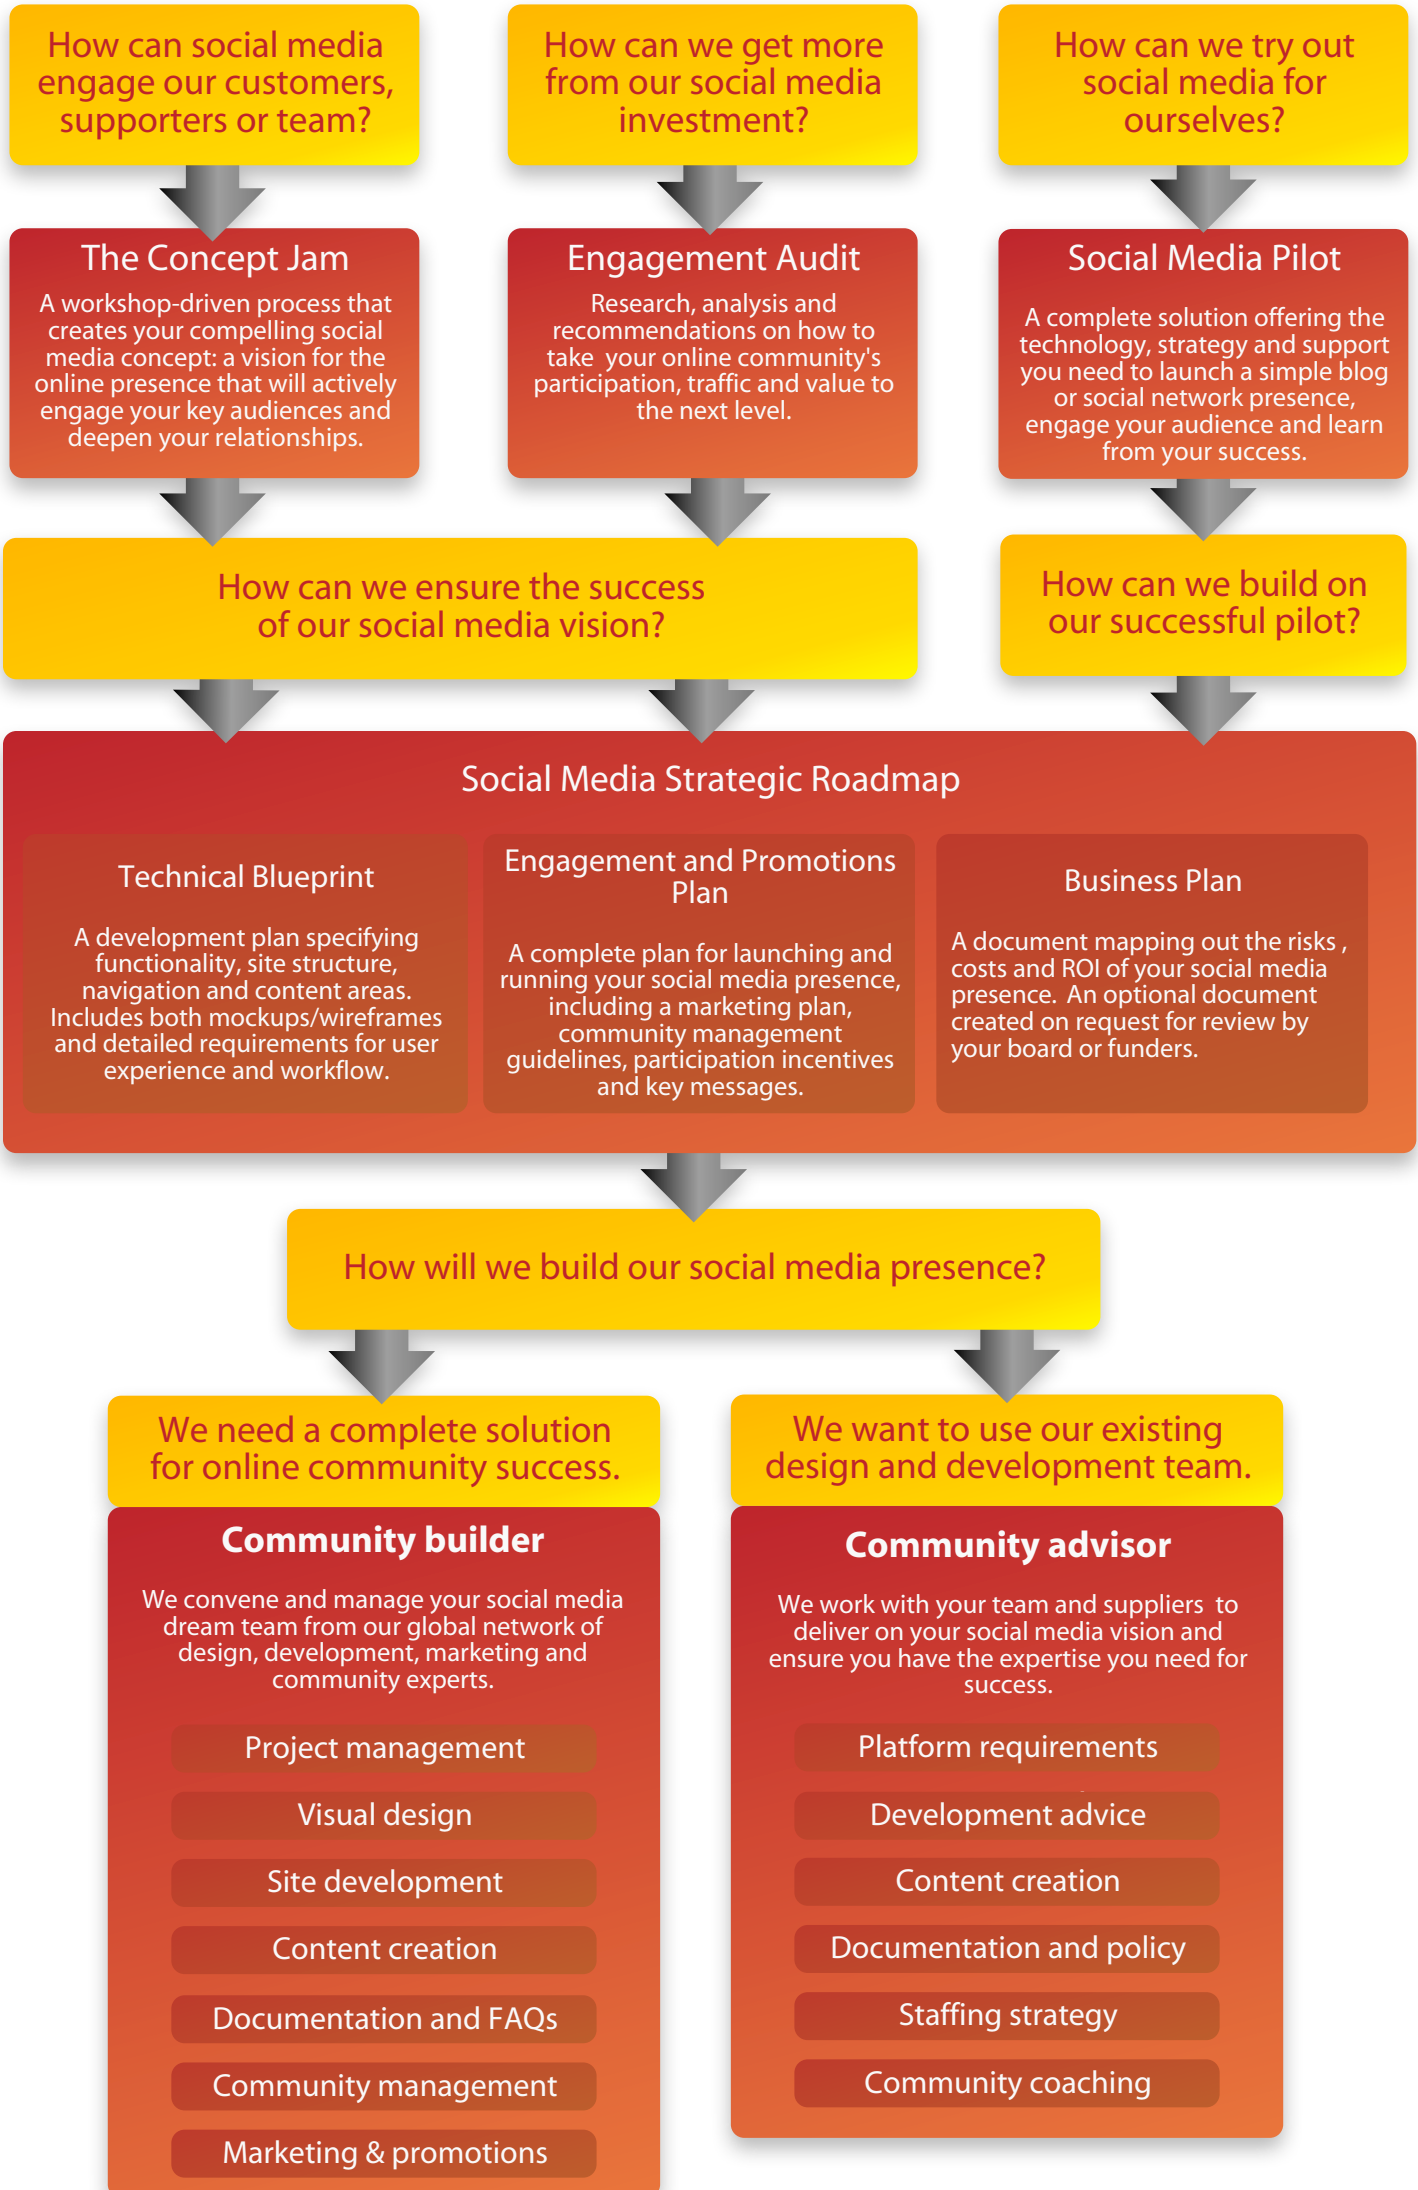 How can social media
engage our customers,
supporters or team?
How can we get more
from our social media
investment?
How can we try out
social media for
ourselves?
The Concept Jam
A workshop-driven process that
creates your compelling social
media concept: a vision for the
online presence that will actively
engage your key audiences and
deepen your relationships.
Engagement Audit
Research, analysis and
recommendations on how to
take your online community's
participation, traffic and value to
the next level.
Social Media Pilot
A complete solution offering the
technology, strategy and support
you need to launch a simple blog
or social network presence,
engage your audience and learn
from your success.
How can we ensure the success
of our social media vision?
How can we build on
our successful pilot?
Social Media Strategic Roadmap
Technical Blueprint
A development plan specifying
functionality, site structure,
navigation and content areas.
Includes both mockups/wireframes
and detailed requirements for user
experience and workflow.
Engagement and Promotions
Plan
A complete plan for launching and
running your social media presence,
including a marketing plan,
community management
guidelines, participation incentives
and key messages.
Business Plan
A document mapping out the risks ,
costs and ROI of your social media
presence. An optional document
created on request for review by
your board or funders.
How will we build our social media presence?
We need a complete solution
for online community success.
Community builder
We convene and manage your social media
dream team from our global network of
design, development, marketing and
community experts.
Project management
Visual design
Site development
Content creation
Documentation and FAQs
Community management
Marketing & promotions
We want to use our existing
design and development team.
Community advisor
We work with your team and suppliers to
deliver on your social media vision and
ensure you have the expertise you need for
success.
Platform requirements
Development advice
Content creation
Documentation and policy
Staffing strategy
Community coaching